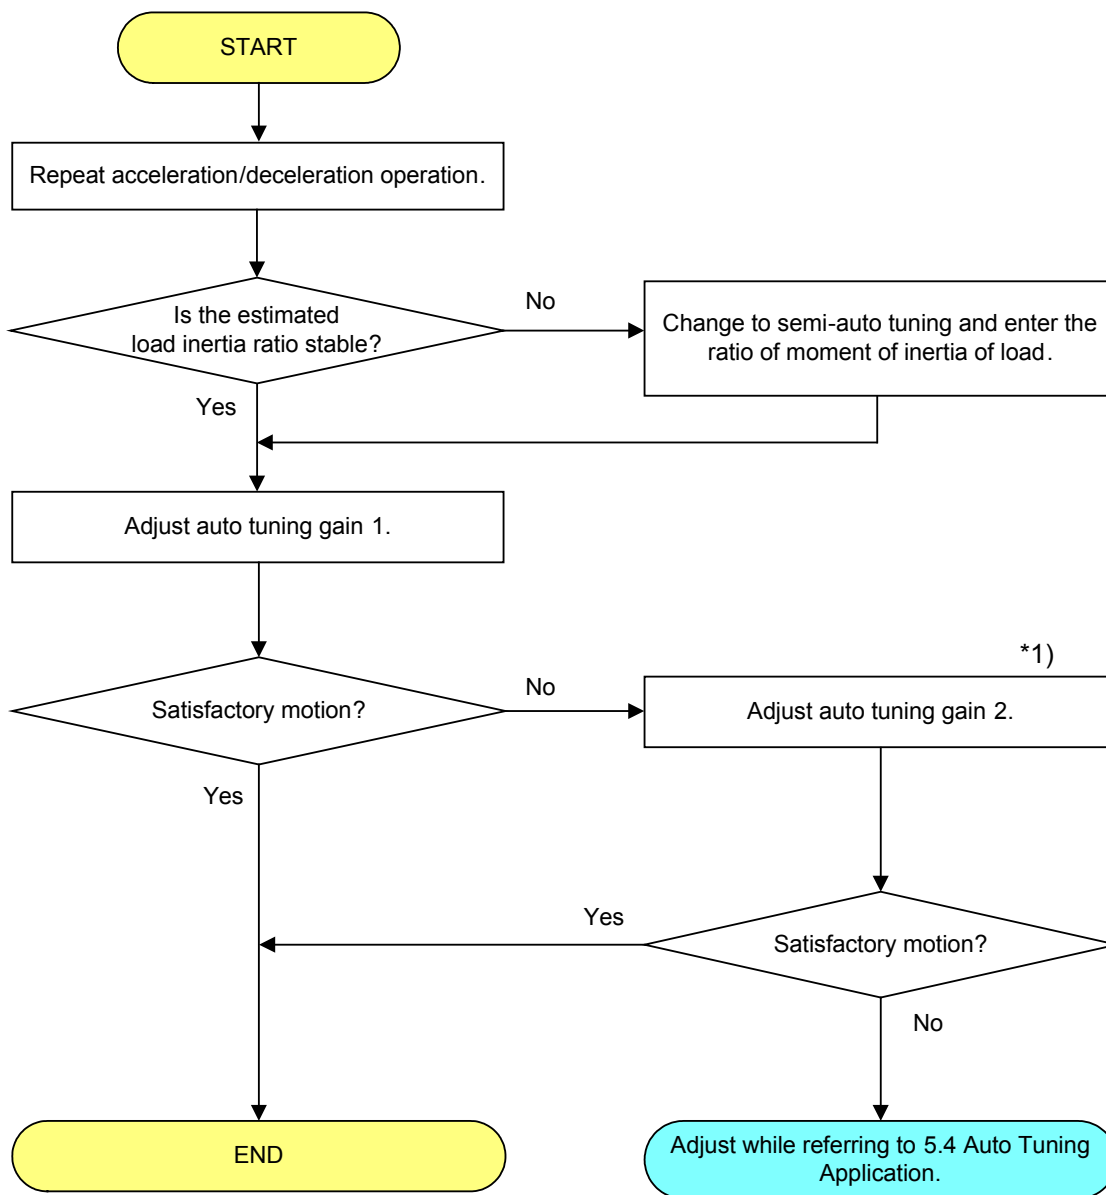 START
Repeat acceleration/deceleration operation.
Is the estimated
load inertia ratio stable?
No
Change to semi-auto tuning and enter the
ratio of moment of inertia of load.
Yes
Adjust auto tuning gain 1.
*1)
Satisfactory motion?
No
Adjust auto tuning gain 2.
Yes
Yes
Satisfactory motion?
No
END
Adjust while referring to 5.4 Auto Tuning
Application.